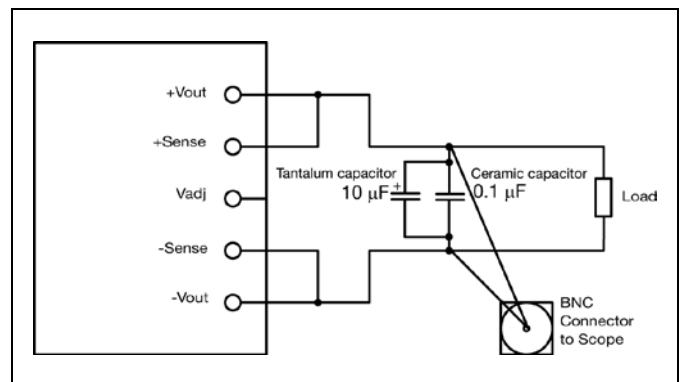 +Vout
+Sense
Vadj
-Sense
-Vout
Tantalum capacitor
10 µF
+
Ceramic capacitor
0.1 µF
Load
BNC
Connector
to Scope